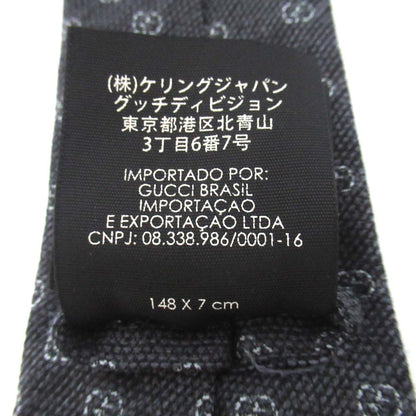 (株)ケリングジャパン
グッチディビジョン
東京都港区北青山
3丁目6番7号
IMPORTADO POR:
GUCCI BRASIL
IMPORTAÇAO
E EXPORTAÇAO LTDA
CNPJ: 08.338.986/0001-16
148 X 7 cm